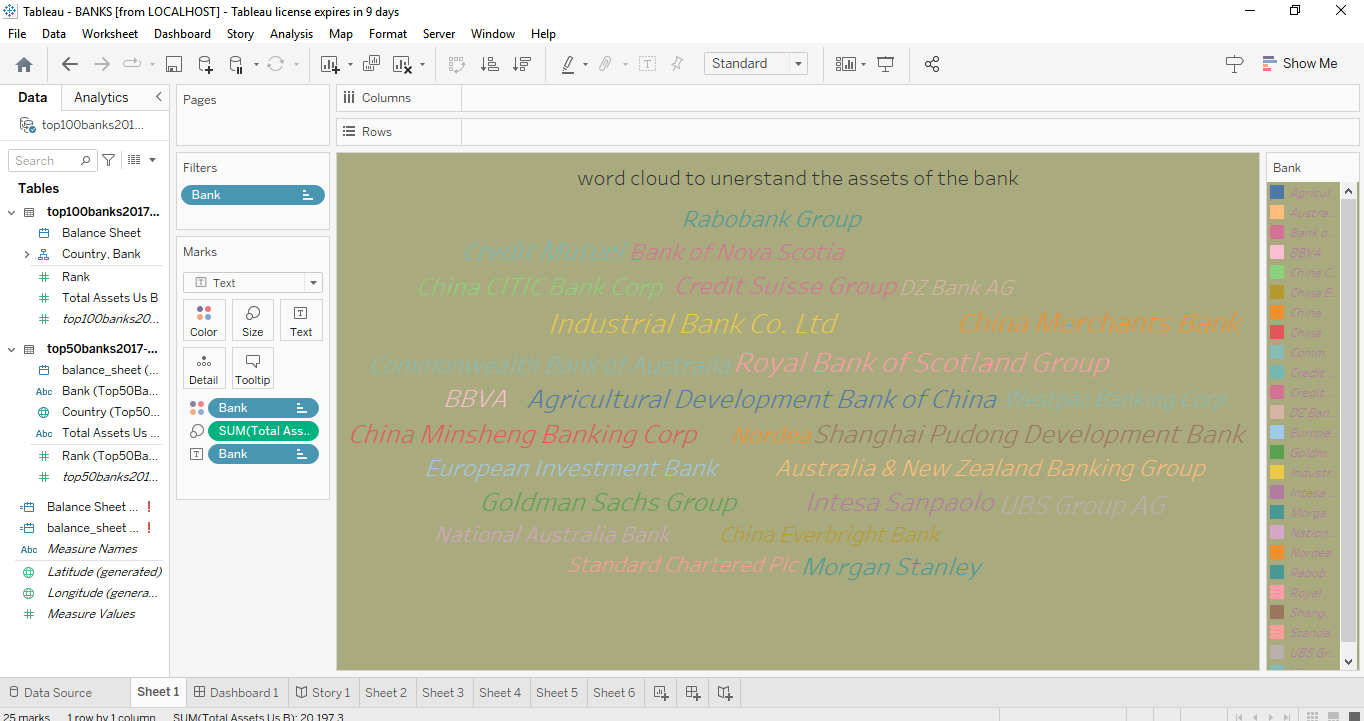 Tableau - BANKS [from LOCALHOST] - Tableau license expires in 9 days
File Data Worksheet Dashboard Story Analysis Map Format Server Window Help
Standard
Show Me
Data Analytics
top100banks201...
Search
Tables
top100banks2017...
Balance Sheet
Country, Bank
Rank
Total Assets Us B
top100banks20...
top50banks2017-...
balance_sheet (...
Abc Bank (Top50Ba...
Country (Top50...
Abc Total Assets Us ...
Rank (Top50Ba...
top50banks201...
Balance Sheet ... !
balance_sheet ... !
Abc Measure Names
Latitude (generated)
Longitude (genera...
Measure Values
Pages
Filters
Bank
Marks
Text
Color Size Text
Detail Tooltip
Bank
SUM(Total Ass..
Bank
Columns
Rows
word cloud to unerstand the assets of the bank
Rabobank Group
Credit Mutuel Bank of Nova Scotia
China CITIC Bank Corp Credit Suisse Group DZ Bank AG
Industrial Bank Co. Ltd China Merchants Bank
Commonwealth Bank of Australia Royal Bank of Scotland Group
BBVA Agricultural Development Bank of China Westpac Banking Corp
China Minsheng Banking Corp Nordea Shanghai Pudong Development Bank
European Investment Bank Australia & New Zealand Banking Group
Goldman Sachs Group Intesa Sanpaolo UBS Group AG
National Australia Bank China Everbright Bank
Standard Chartered Plc Morgan Stanley
Bank
Agricul...
Austra...
Bank o...
BBVA
China C...
China E...
China ...
China ...
Comm...
Credit ...
Credit ...
DZ Ban...
Europe...
Goldm...
Industr...
Intesa ...
Morga...
Nation...
Nordea
Rabob...
Royal ...
Shang...
Standa...
UBS Gr...
Data Source Sheet 1 Dashboard 1 Story 1 Sheet 2 Sheet 3 Sheet 4 Sheet 5 Sheet 6
25 marks 1 row by 1 column SUM(Total Assets Us B): 20,197.3